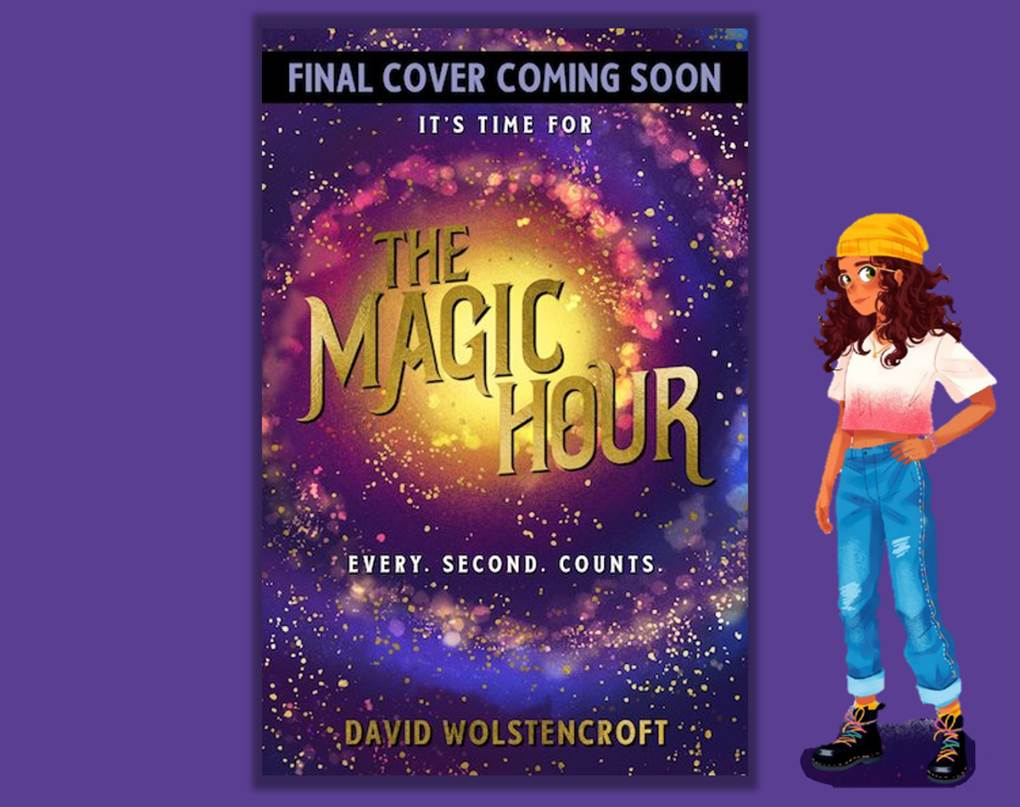 FINAL COVER COMING SOON
IT'S TIME FOR
THE
MAGIC
HOUR
EVERY. SECOND. COUNTS.
DAVID WOLSTENCROFT